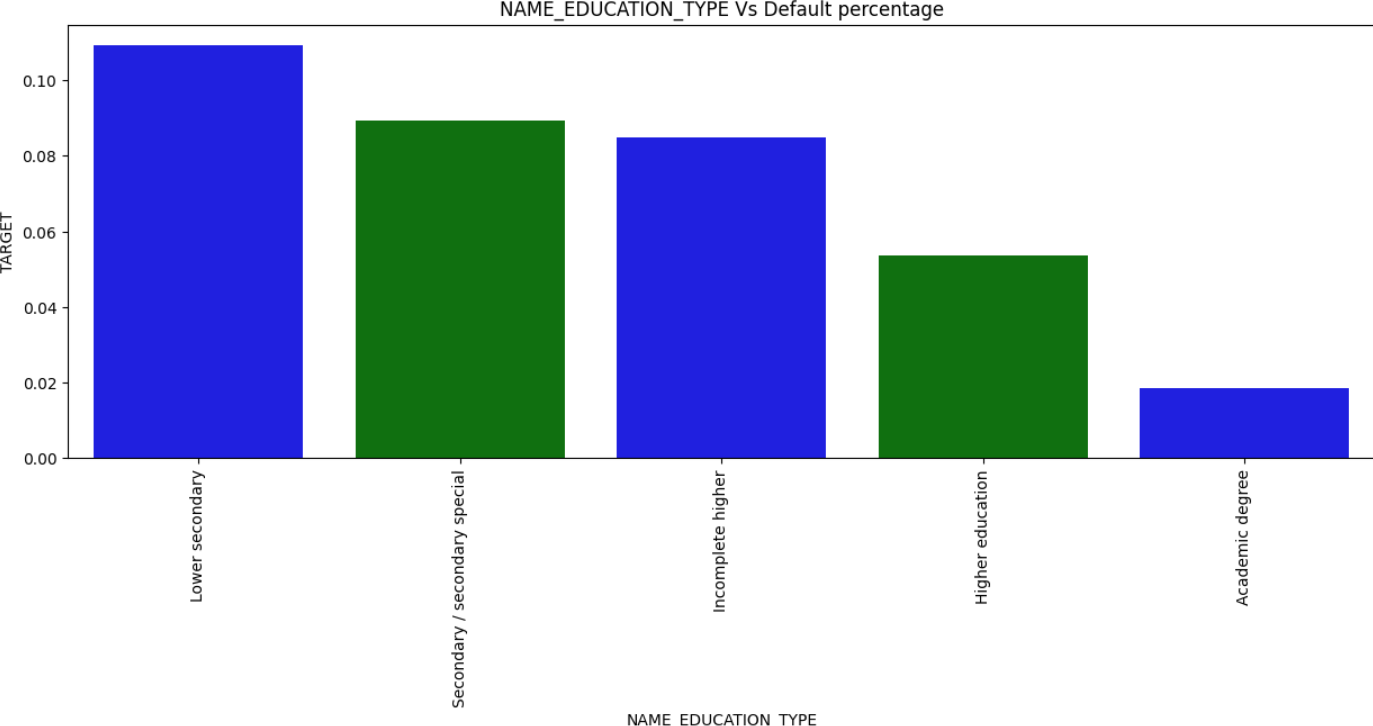 NAME_EDUCATION_TYPE Vs Default percentage
TARGET
0.10
0.08
0.06
0.04
0.02
0.00
Lower secondary
Secondary / secondary special
Incomplete higher
Higher education
Academic degree
NAME_EDUCATION_TYPE